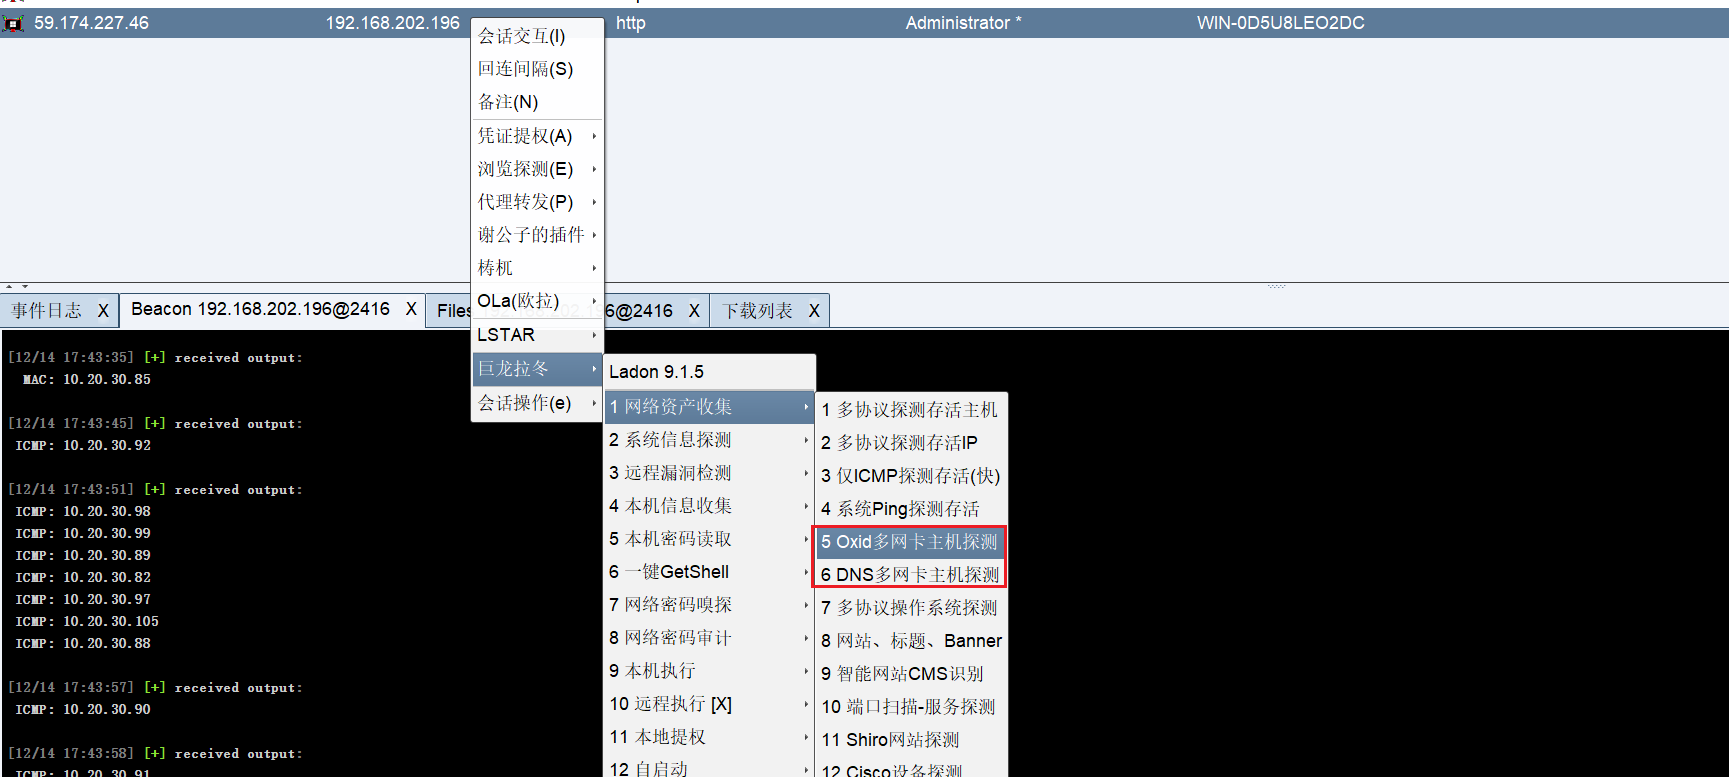 59.174.227.46 192.168.202.196 http Administrator * WIN-0D5U8LEO2DC
会话交互(I)
回连间隔(S)
备注(N)
凭证提权(A)
浏览探测(E)
代理转发(P)
谢公子的插件
梼杌
OLa(欧拉)
LSTAR
巨龙拉冬
会话操作(e)
事件日志 X
Beacon 192.168.202.196@2416 X
Files 192.168.202.196@2416 X
下载列表 X
[12/14 17:43:35] [+] received output:
MAC: 10.20.30.85
[12/14 17:43:45] [+] received output:
ICMP: 10.20.30.92
[12/14 17:43:51] [+] received output:
ICMP: 10.20.30.98
ICMP: 10.20.30.99
ICMP: 10.20.30.89
ICMP: 10.20.30.82
ICMP: 10.20.30.97
ICMP: 10.20.30.105
ICMP: 10.20.30.88
[12/14 17:43:57] [+] received output:
ICMP: 10.20.30.90
[12/14 17:43:58] [+] received output:
ICMP: 10.20.30.91
Ladon 9.1.5
1 网络资产收集
2 系统信息探测
3 远程漏洞检测
4 本机信息收集
5 本机密码读取
6 一键GetShell
7 网络密码嗅探
8 网络密码审计
9 本机执行
10 远程执行 [X]
11 本地提权
12 自启动
1 多协议探测存活主机
2 多协议探测存活IP
3 仅ICMP探测存活(快)
4 系统Ping探测存活
5 Oxid多网卡主机探测
6 DNS多网卡主机探测
7 多协议操作系统探测
8 网站、标题、Banner
9 智能网站CMS识别
10 端口扫描-服务探测
11 Shiro网站探测
12 Cisco设备探测